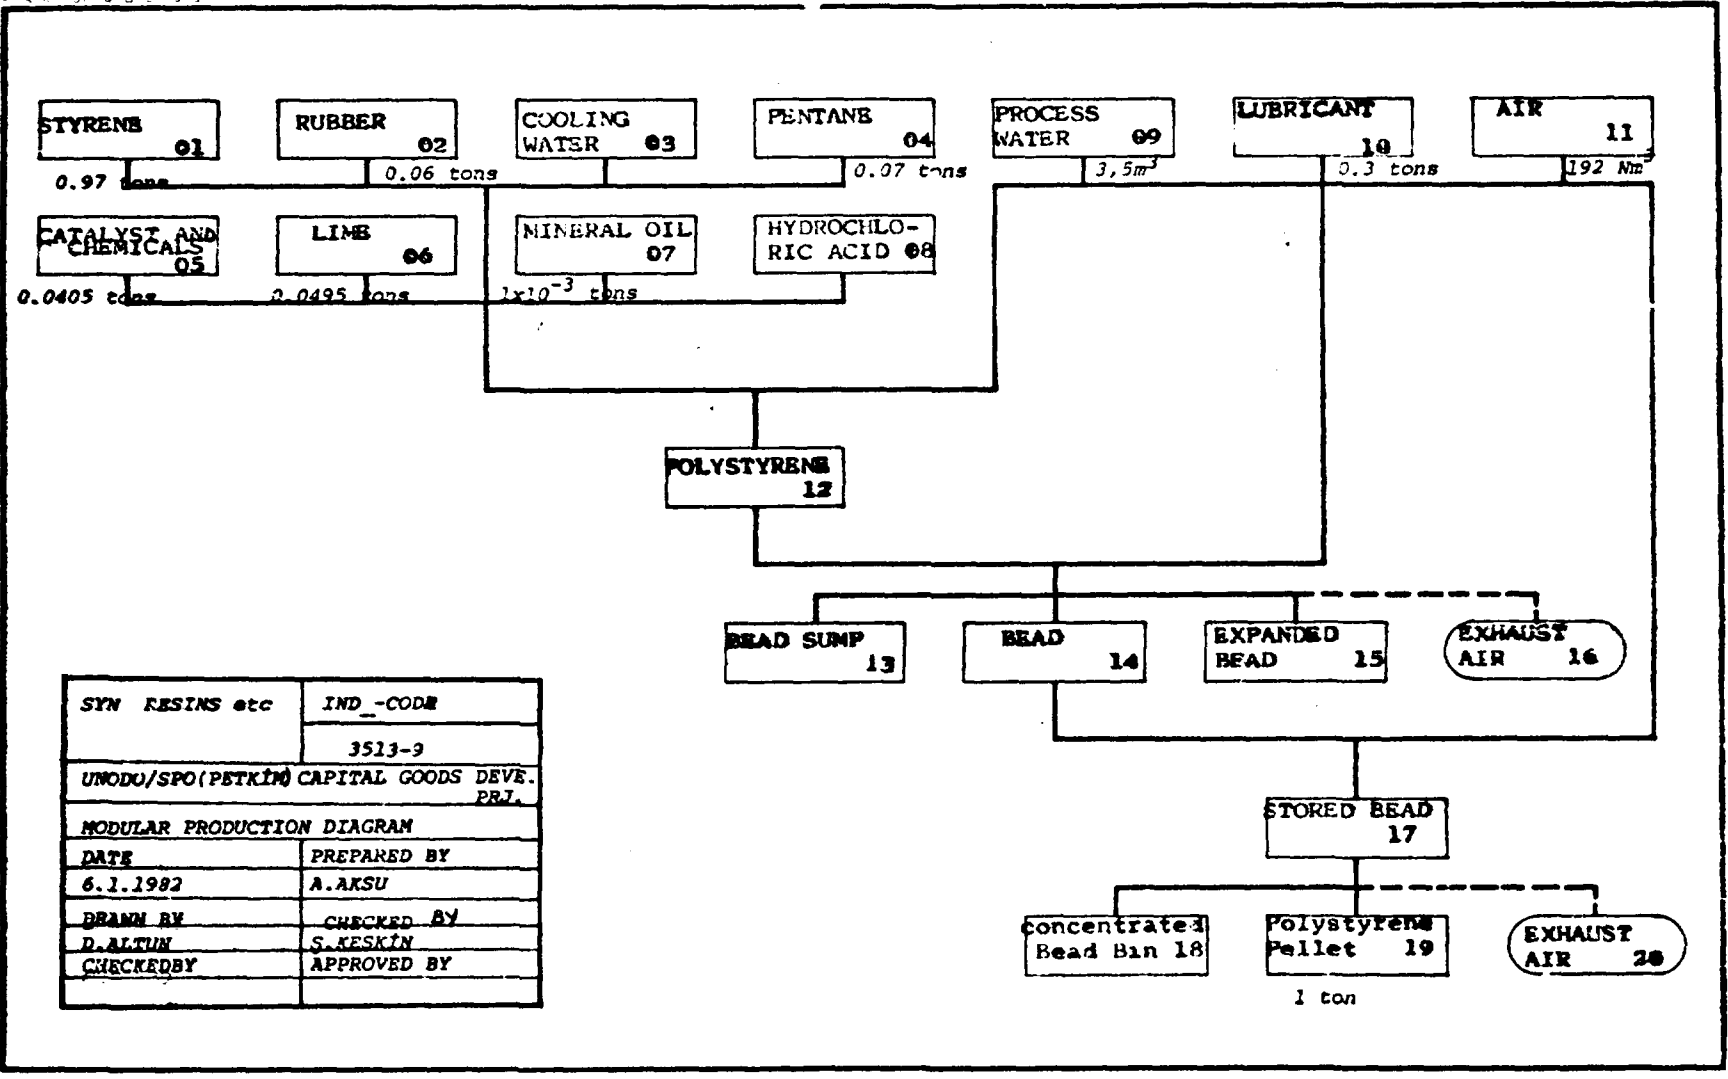 STYRENE
01
RUBBER
02
COOLING
WATER 03
PENTANE
04
PROCESS
WATER 09
LUBRICANT
10
AIR
11
0.97 tons
0.06 tons
0.07 tons
3,5m³
0.3 tons
192 Nm³
CATALYST AND
CHEMICALS
05
LIME
06
MINERAL OIL
07
HYDROCHLO-
RIC ACID 08
0.0405 tons
0.0495 tons
1x10⁻³ tons
POLYSTYRENE
12
BEAD SUMP
13
BEAD
14
EXPANDED
BEAD 15
EXHAUST
AIR 16
STORED BEAD
17
concentrated
Bead Bin 18
Polystyrene
Pellet 19
EXHAUST
AIR 20
1 ton
SYN RESINS etc
IND_-CODE
3513-9
UNODO/SPO(PETKİM) CAPITAL GOODS DEVE.
PRJ.
MODULAR PRODUCTION DIAGRAM
DATE
PREPARED BY
6.1.1982
A.AKSU
DRAWN BY
CHECKED BY
D.ALTUN
S.KESKİN
CHECKEDBY
APPROVED BY